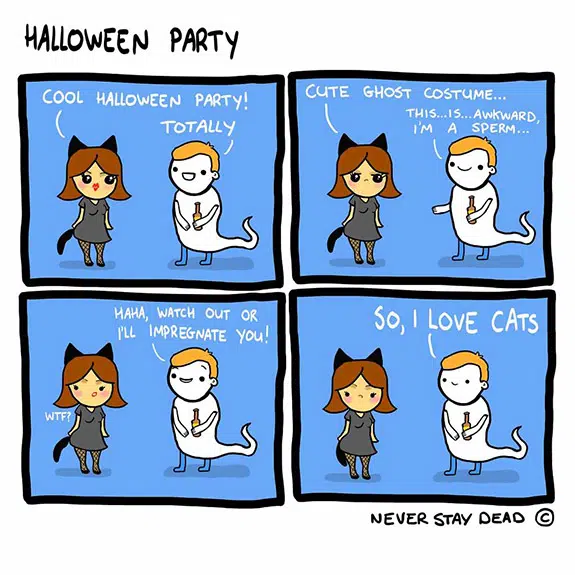 HALLOWEEN PARTY
COOL HALLOWEEN PARTY!
TOTALLY
CUTE GHOST COSTUME...
THIS...IS...AWKWARD,
I'M A SPERM...
HAHA, WATCH OUT OR
I'LL IMPREGNATE YOU!
WTF?
SO, I LOVE CATS
NEVER STAY DEAD ©